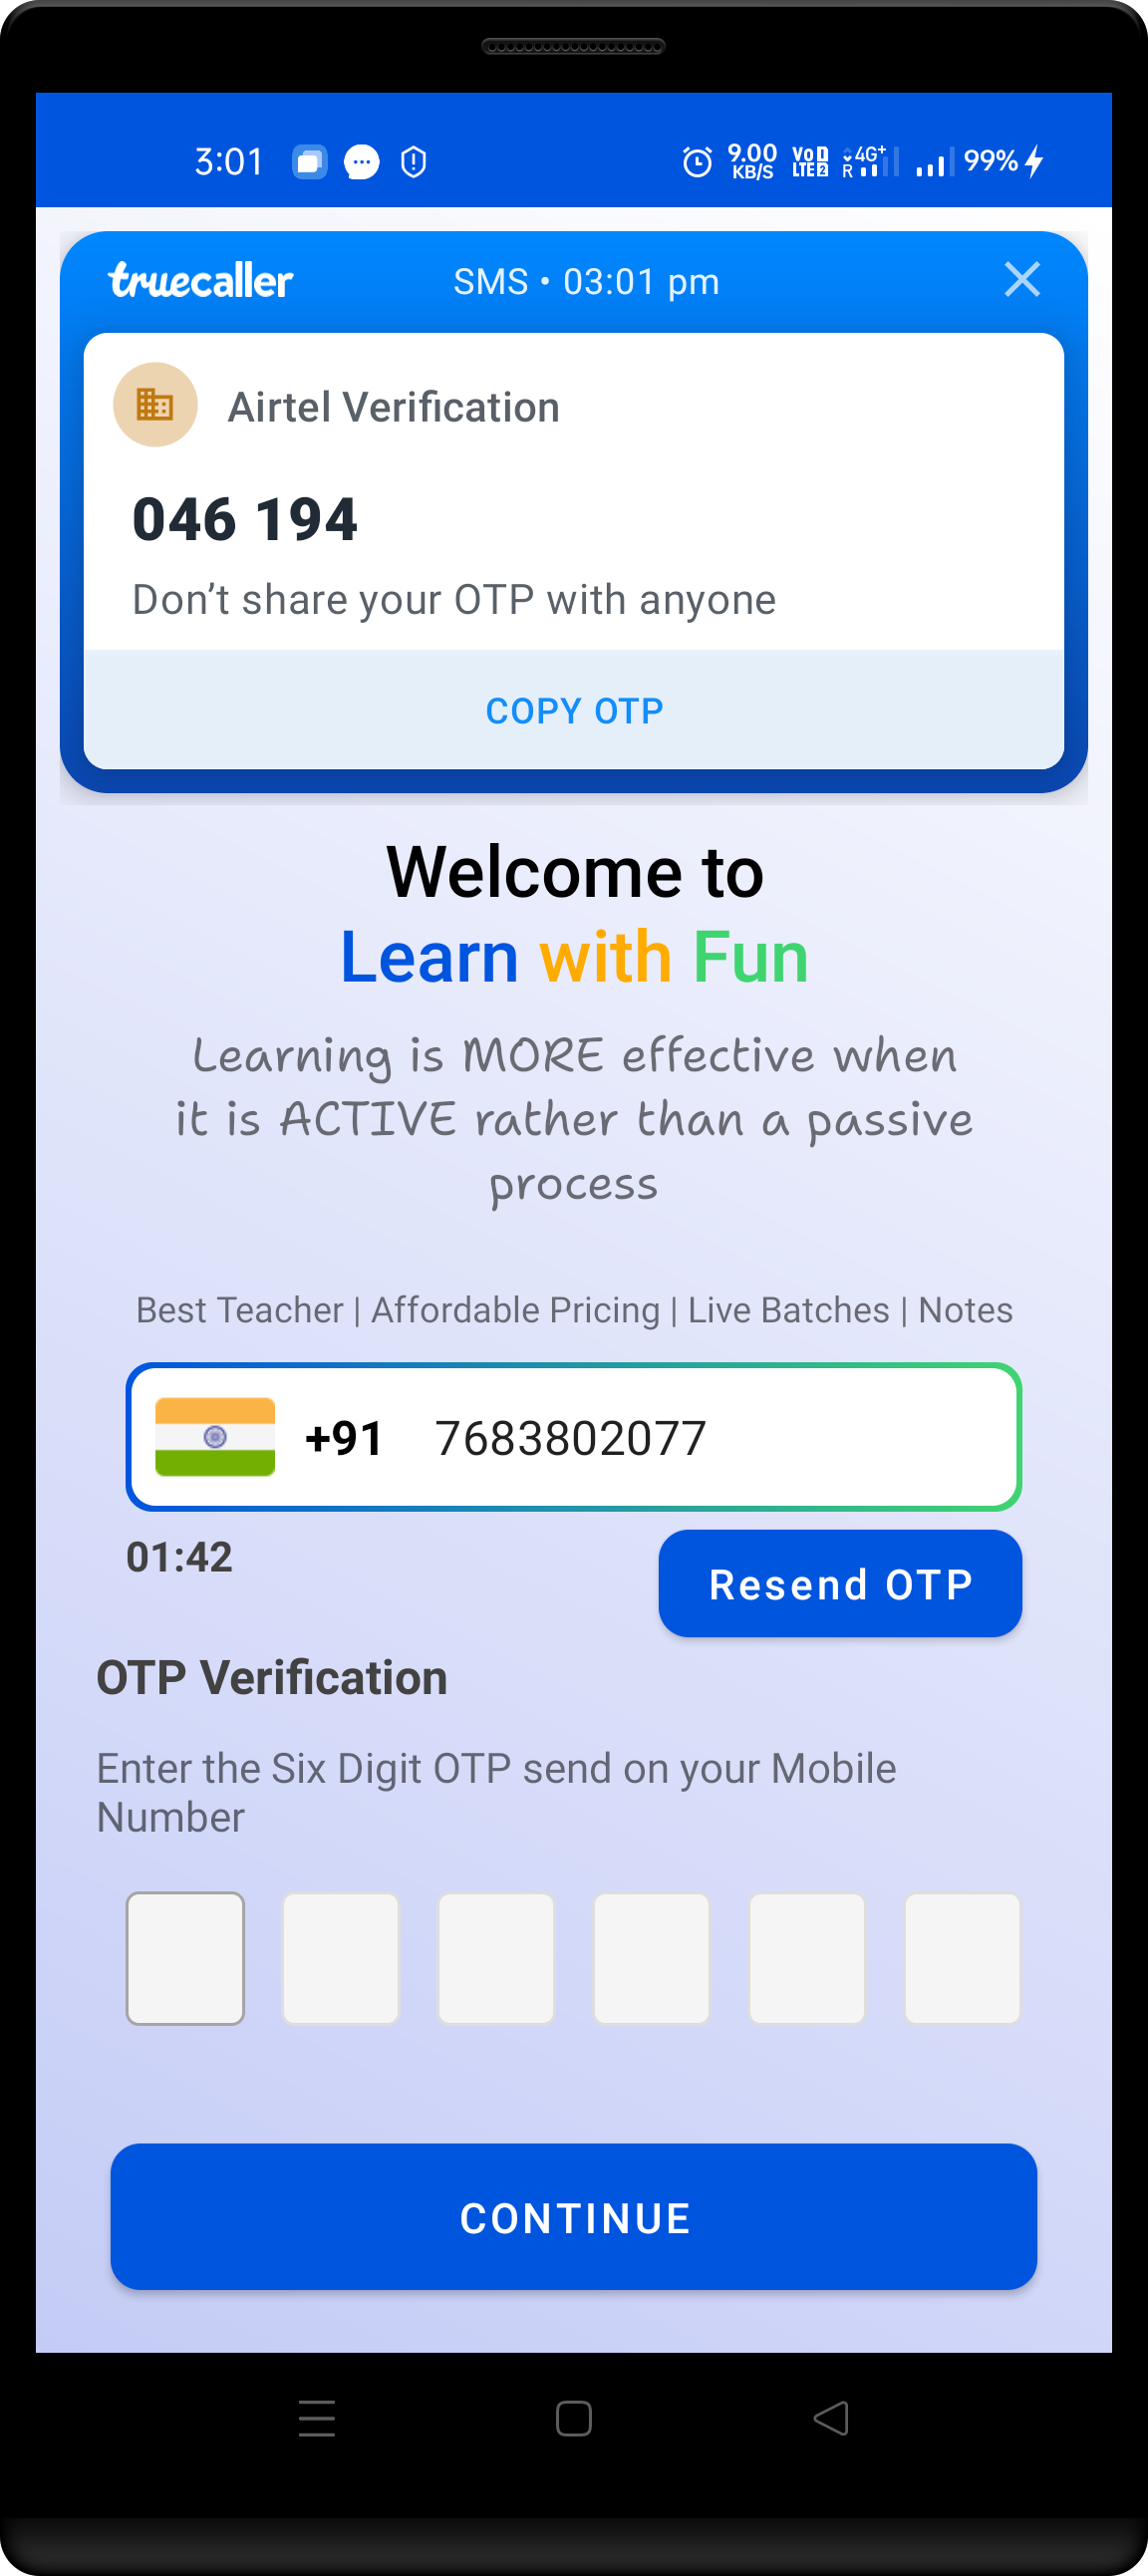 3:01 9.00 KB/S VoLTE 1 2 4G+ R 99%
truecaller SMS • 03:01 pm
Airtel Verification
046 194
Don't share your OTP with anyone
COPY OTP
Welcome to
Learn with Fun
Learning is MORE effective when
it is ACTIVE rather than a passive
process
Best Teacher | Affordable Pricing | Live Batches | Notes
+91 7683802077
01:42
Resend OTP
OTP Verification
Enter the Six Digit OTP send on your Mobile
Number
CONTINUE